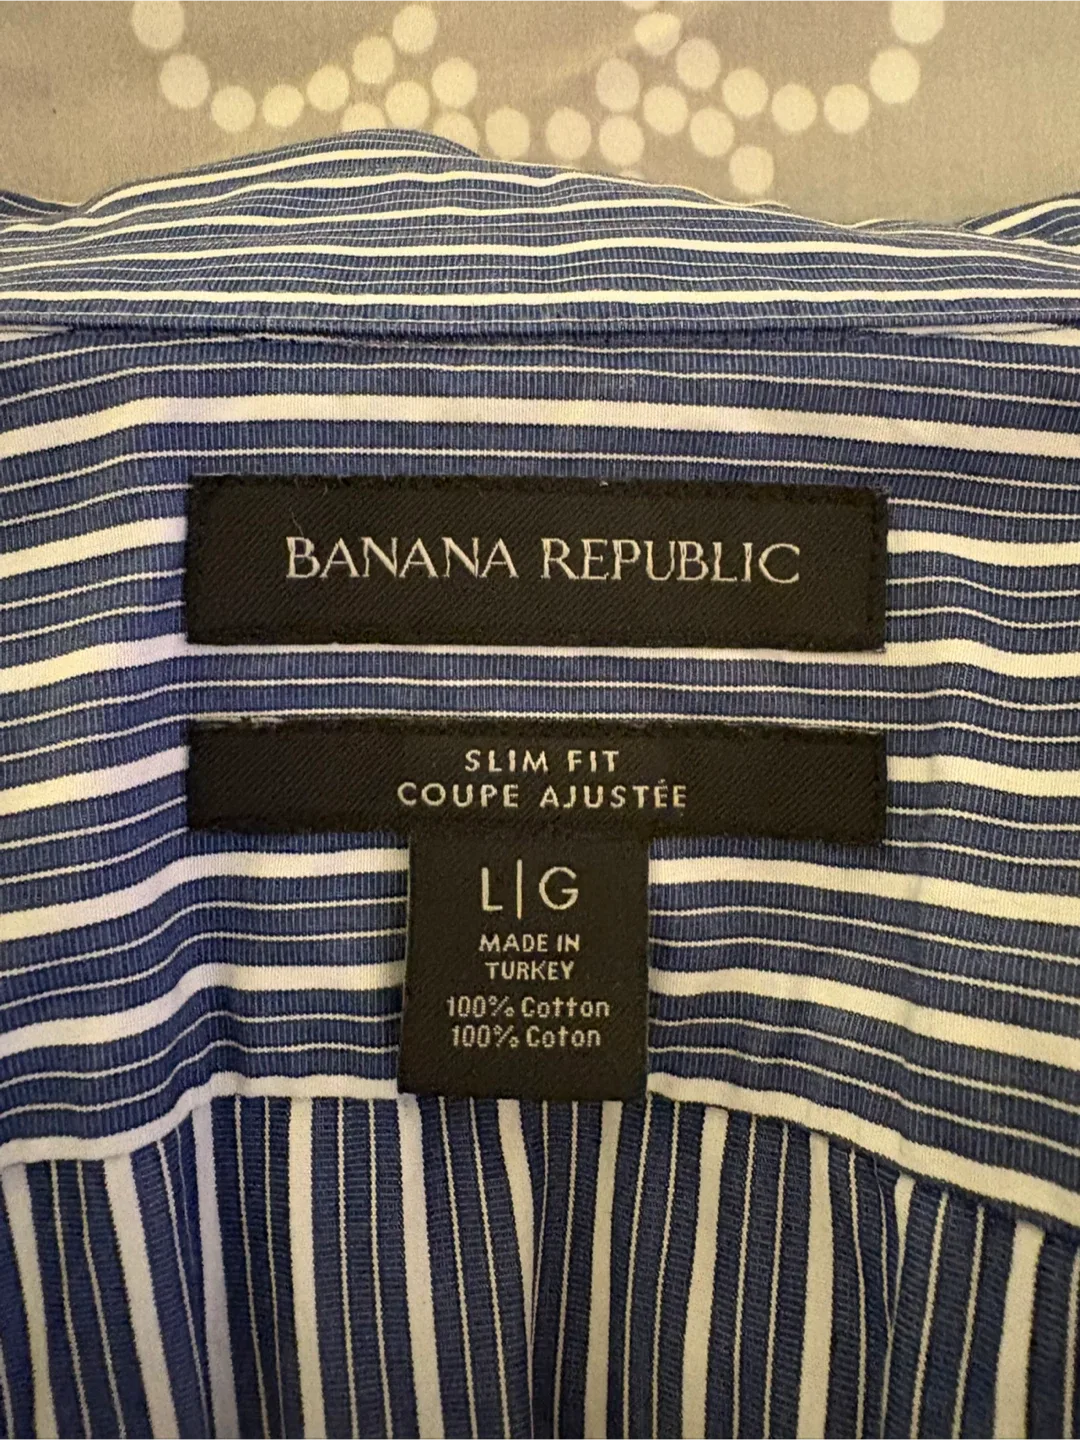 BANANA REPUBLIC
SLIM FIT
COUPE AJUSTÉE
L|G
MADE IN
TURKEY
100% Cotton
100% Coton